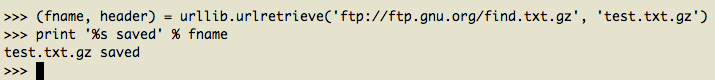 >>> (fname, header) = urllib.urlretrieve('ftp://ftp.gnu.org/find.txt.gz', 'test.txt.gz')
>>> print '%s saved' % fname
test.txt.gz saved
>>>